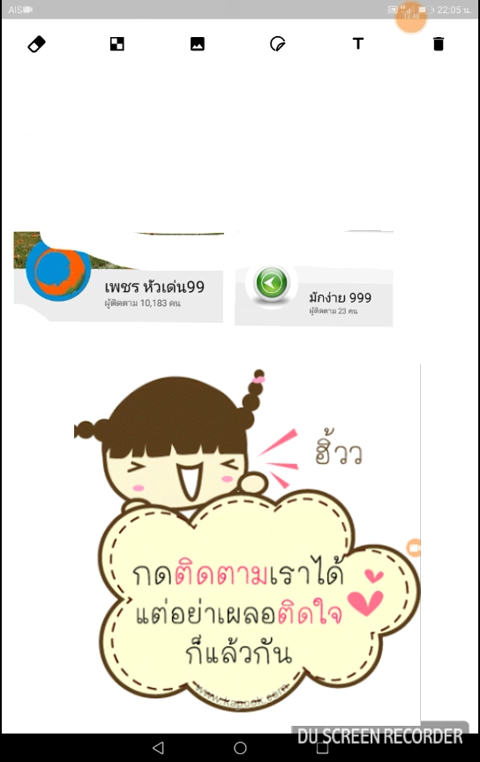 AIS
22:05 น.
T
เพชร หัวเด่น99
ผู้ติดตาม 10,183 คน
มักง่าย 999
ผู้ติดตาม 23 คน
ฮิ้ววว
กดติดตามเราได้
แต่อย่าเผลอติดใจ
ก็แล้วกัน
www.kapook.com
DU SCREEN RECORDER